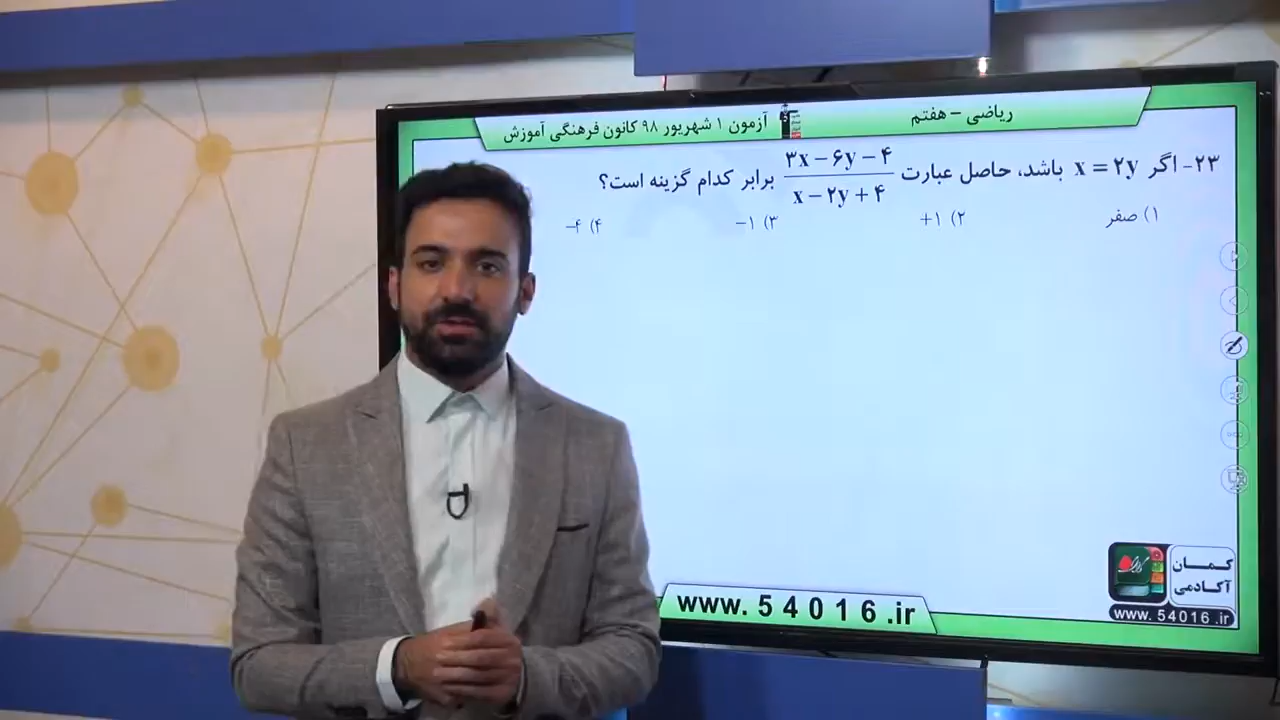 ریاضی – هفتم
آزمون ۱ شهریور ۹۸ کانون فرهنگی آموزش
۲۳- اگر x = ۲y باشد، حاصل عبارت (۳x – ۶y – ۴)/(x – ۲y + ۴) برابر کدام گزینه است؟
۱) صفر ۲) +۱ ۳) –۱ ۴) –۴
کمان
آکادمی
www. 54016 .ir
www. 5 4 0 1 6 .ir